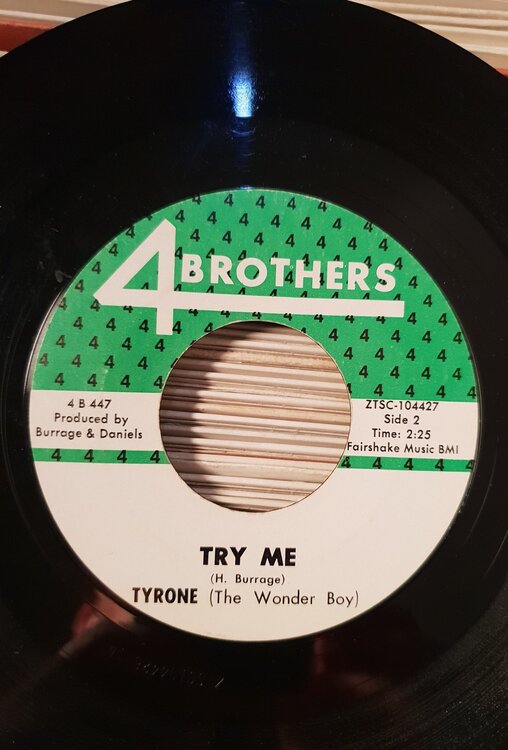 4 BROTHERS
4 B 447
Produced by
Burrage & Daniels
ZTSC-104427
Side 2
Time: 2:25
Fairshake Music BMI
TRY ME
(H. Burrage)
TYRONE (The Wonder Boy)